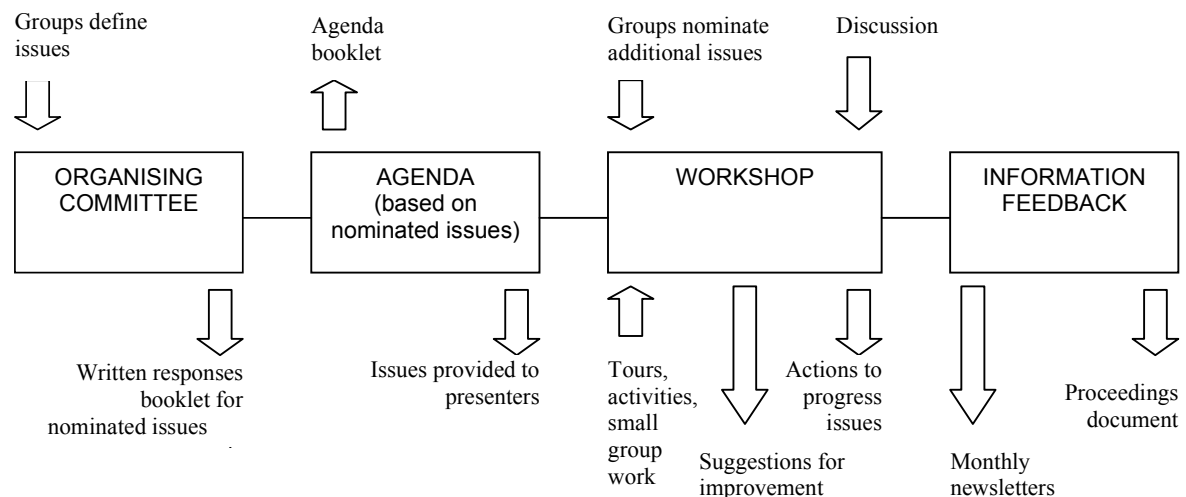 Groups define
issues
Agenda
booklet
Groups nominate
additional issues
Discussion
ORGANISING
COMMITTEE
AGENDA
(based on
nominated issues)
WORKSHOP
INFORMATION
FEEDBACK
Written responses
booklet for
nominated issues
Issues provided to
presenters
Tours,
activities,
small
group
work
Suggestions for
improvement
Actions to
progress
issues
Monthly
newsletters
Proceedings
document